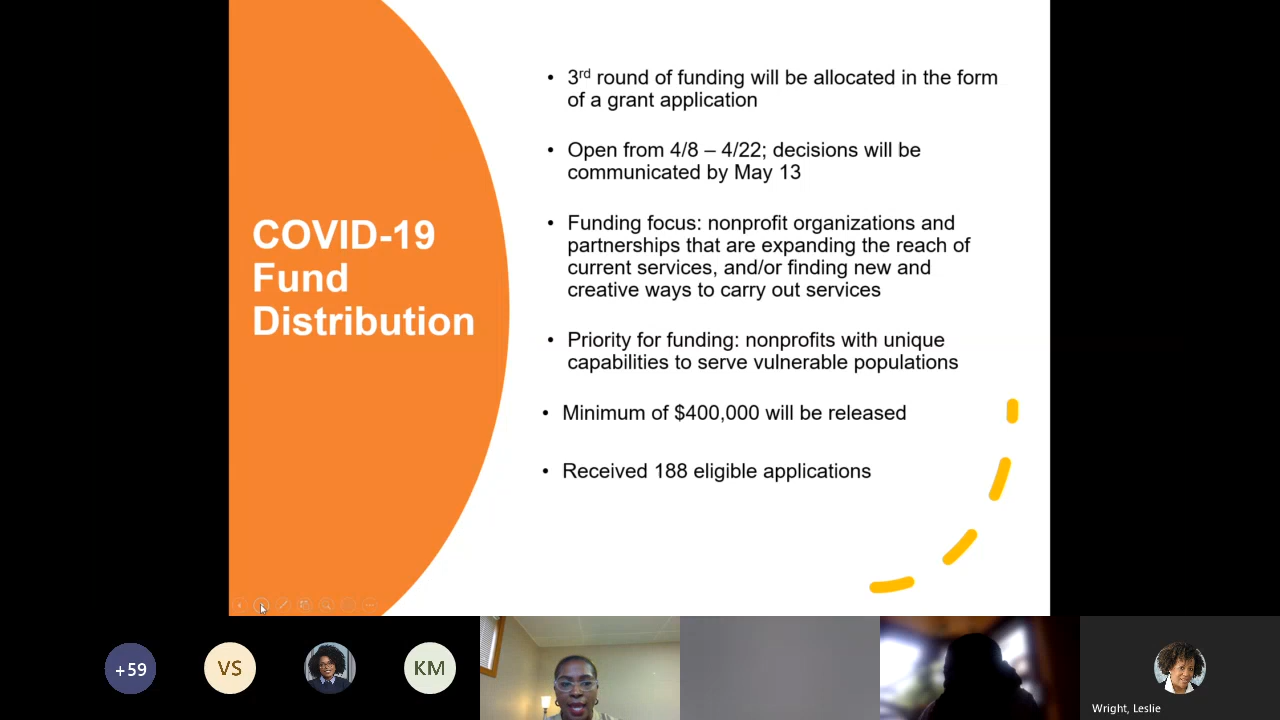 COVID-19
Fund
Distribution
• 3rd round of funding will be allocated in the form
of a grant application
• Open from 4/8 – 4/22; decisions will be
communicated by May 13
• Funding focus: nonprofit organizations and
partnerships that are expanding the reach of
current services, and/or finding new and
creative ways to carry out services
• Priority for funding: nonprofits with unique
capabilities to serve vulnerable populations
• Minimum of $400,000 will be released
• Received 188 eligible applications
+59
VS
KM
Wright, Leslie